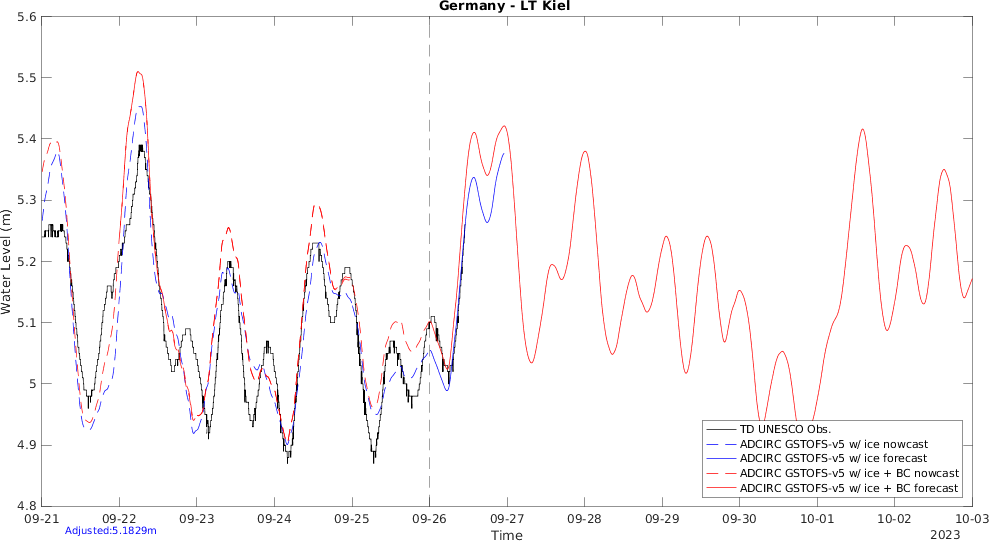 Germany - LT Kiel
5.6
5.5
5.4
5.3
5.2
5.1
5
4.9
4.8
Water Level (m)
TD UNESCO Obs.
ADCIRC GSTOFS-v5 w/ ice nowcast
ADCIRC GSTOFS-v5 w/ ice forecast
ADCIRC GSTOFS-v5 w/ ice + BC nowcast
ADCIRC GSTOFS-v5 w/ ice + BC forecast
09-21 09-22 09-23 09-24 09-25 09-26 09-27 09-28 09-29 09-30 10-01 10-02 10-03
Adjusted:5.1829m
Time
2023